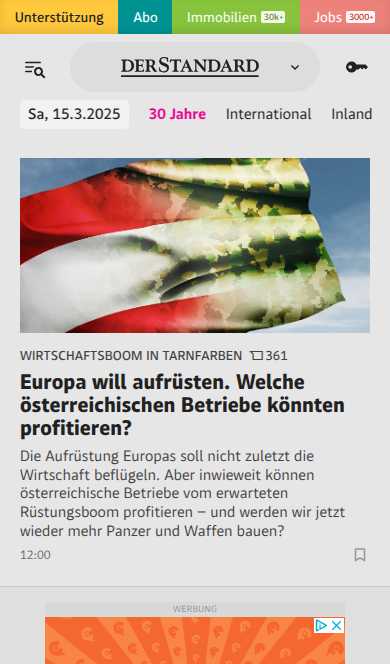 Unterstützung Abo Immobilien 30k+ Jobs 3000+
DERSTANDARD
Sa, 15.3.2025 30 Jahre International Inland
WIRTSCHAFTSBOOM IN TARNFARBEN 361
Europa will aufrüsten. Welche
österreichischen Betriebe könnten
profitieren?
Die Aufrüstung Europas soll nicht zuletzt die
Wirtschaft beflügeln. Aber inwieweit können
österreichische Betriebe vom erwarteten
Rüstungsboom profitieren – und werden wir jetzt
wieder mehr Panzer und Waffen bauen?
12:00
WERBUNG